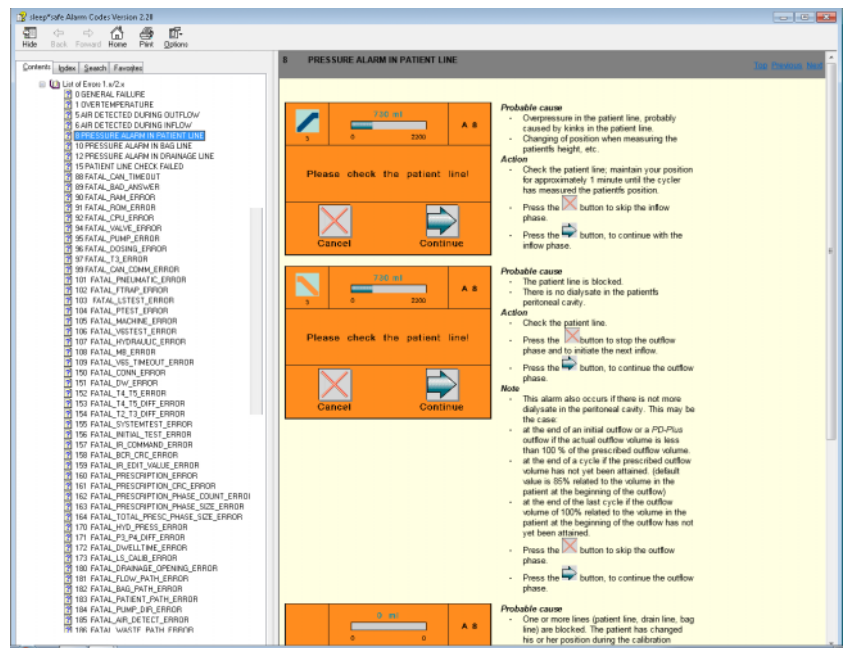 sleep*safe Alarm Codes Version 2.20
Hide Back Forward Home Print Options
Contents Index Search Favorites
List of Errors 1.x/2.x
0 GENERAL FAILURE
1 OVERTEMPERATURE
5 AIR DETECTED DURING OUTFLOW
6 AIR DETECTED DURING INFLOW
8 PRESSURE ALARM IN PATIENT LINE
10 PRESSURE ALARM IN BAG LINE
12 PRESSURE ALARM IN DRAINAGE LINE
15 PATIENT LINE CHECK FAILED
88 FATAL_CAN_TIMEOUT
89 FATAL_BAD_ANSWER
90 FATAL_RAM_ERROR
91 FATAL_ROM_ERROR
92 FATAL_CPU_ERROR
94 FATAL_VALVE_ERROR
95 FATAL_PUMP_ERROR
96 FATAL_DOSING_ERROR
97 FATAL_T3_ERROR
99 FATAL_CAN_COMM_ERROR
101 FATAL_PNEUMATIC_ERROR
102 FATAL_FTRAP_ERROR
103 FATAL_LSTEST_ERROR
104 FATAL_PTEST_ERROR
105 FATAL_MACHINE_ERROR
106 FATAL_V6STEST_ERROR
107 FATAL_HYDRAULIC_ERROR
108 FATAL_MB_ERROR
109 FATAL_V6S_TIMEOUT_ERROR
150 FATAL_CONN_ERROR
151 FATAL_DW_ERROR
152 FATAL_T4_T5_ERROR
153 FATAL_T4_T5_DIFF_ERROR
154 FATAL_T2_T3_DIFF_ERROR
155 FATAL_SYSTEMTEST_ERROR
156 FATAL_INITIAL_TEST_ERROR
157 FATAL_IR_COMMAND_ERROR
158 FATAL_BCR_CRC_ERROR
159 FATAL_IR_EDIT_VALUE_ERROR
160 FATAL_PRESCRIPTION_ERROR
161 FATAL_PRESCRIPTION_CRC_ERROR
162 FATAL_PRESCRIPTION_PHASE_COUNT_ERROI
163 FATAL_PRESCRIPTION_PHASE_SIZE_ERROR
164 FATAL_TOTAL_PRESC_PHASE_SIZE_ERROR
170 FATAL_HYD_PRESS_ERROR
171 FATAL_P3_P4_DIFF_ERROR
172 FATAL_DWELLTIME_ERROR
173 FATAL_LS_CALIB_ERROR
180 FATAL_DRAINAGE_OPENING_ERROR
181 FATAL_FLOW_PATH_ERROR
182 FATAL_BAG_PATH_ERROR
183 FATAL_PATIENT_PATH_ERROR
184 FATAL_PUMP_DIR_ERROR
185 FATAL_AIR_DETECT_ERROR
186 FATAL_WASTE_PATH_ERROR
8 PRESSURE ALARM IN PATIENT LINE
Top Previous Next
730 ml
5 0 2200 A 8
Please check the patient line!
Cancel Continue
Probable cause
- Overpressure in the patient line, probably
caused by kinks in the patient line.
- Changing of position when measuring the
patientfs height, etc.
Action
- Check the patient line; maintain your position
for approximately 1 minute until the cycler
has measured the patientfs position.
- Press the button to skip the inflow
phase.
- Press the button, to continue with the
inflow phase.
730 ml
5 0 2200 A 8
Please check the patient line!
Cancel Continue
Probable cause
- The patient line is blocked.
- There is no dialysate in the patientfs
peritoneal cavity.
Action
- Check the patient line.
- Press the button to stop the outflow
phase and to initiate the next inflow.
- Press the button, to continue the outflow
phase.
Note
- This alarm also occurs if there is not more
dialysate in the peritoneal cavity. This may be
the case:
- at the end of an initial outflow or a PD-Plus
outflow if the actual outflow volume is less
than 100 % of the prescribed outflow volume.
- at the end of a cycle if the prescribed outflow
volume has not yet been attained. (default
value is 85% related to the volume in the
patient at the beginning of the outflow)
- at the end of the last cycle if the outflow
volume of 100% related to the volume in the
patient at the beginning of the outflow has not
yet been attained.
- Press the button to skip the outflow
phase.
- Press the button, to continue the outflow
phase.
0 ml
0 0 A 8
Probable cause
- One or more lines (patient line, drain line, bag
line) are blocked. The patient has changed
his or her position during the calibration